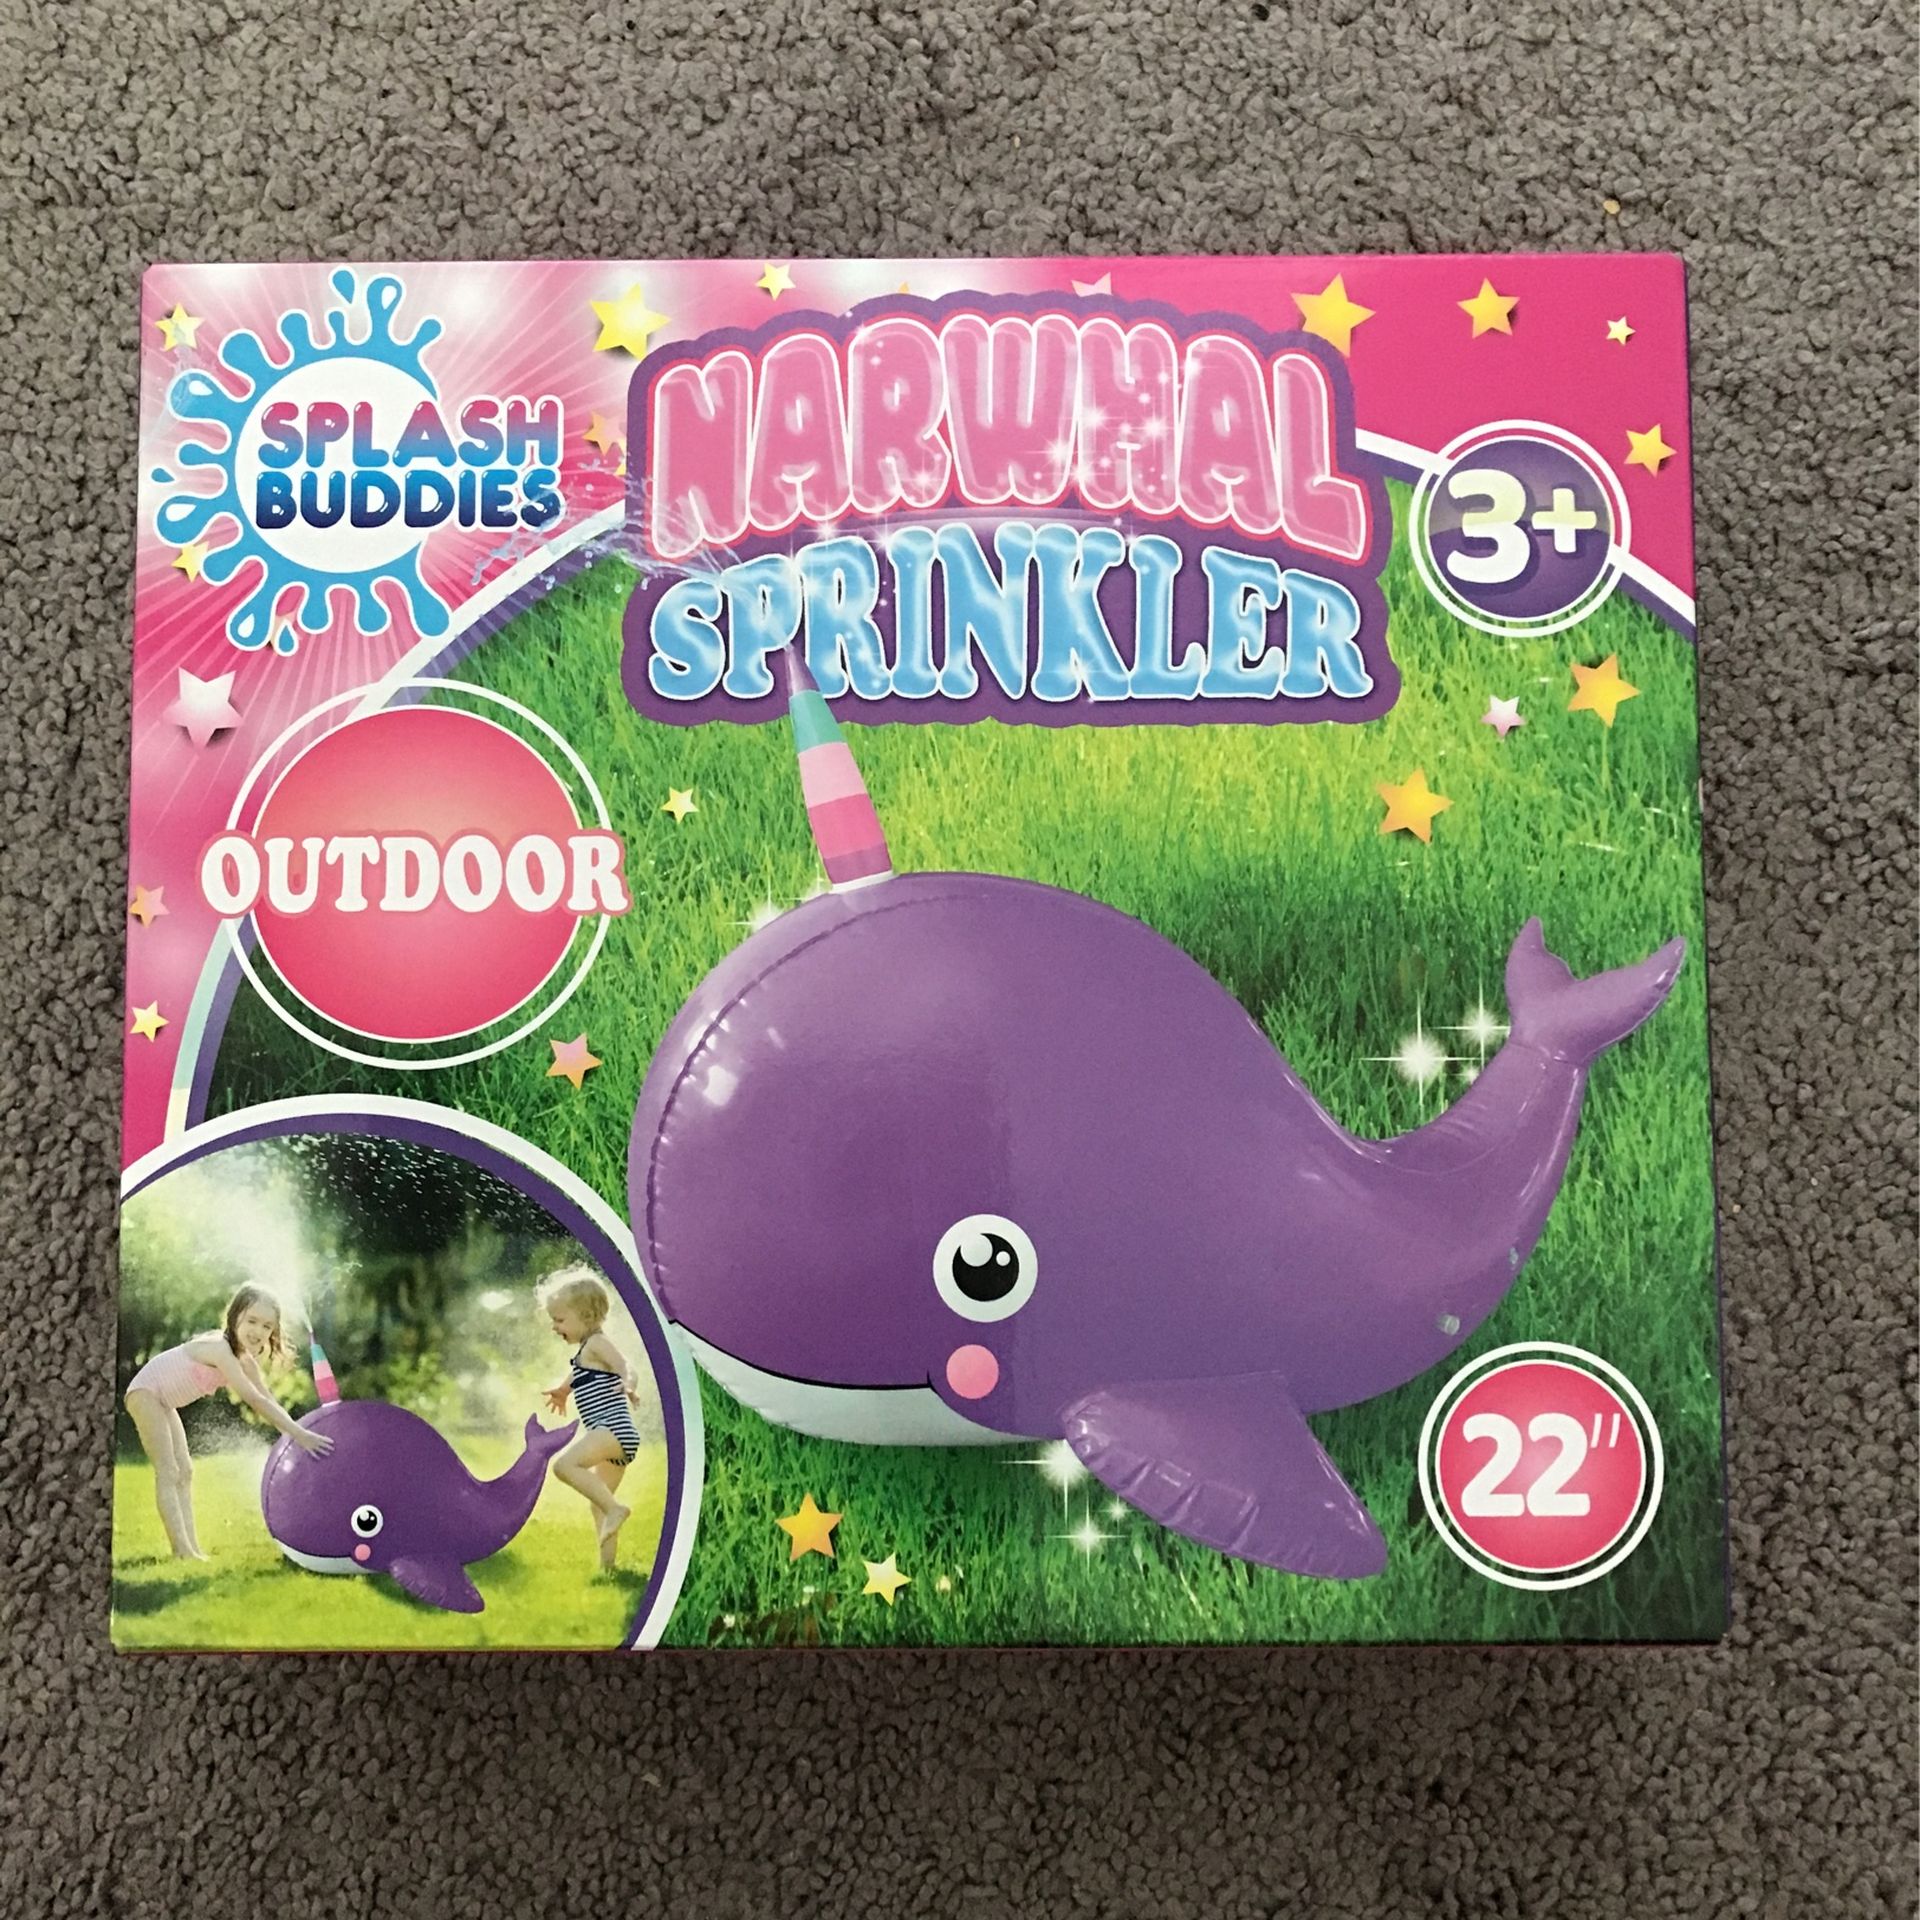 SPLASH
BUDDIES
NARWHAL
SPRINKLER
3+
OUTDOOR
22"